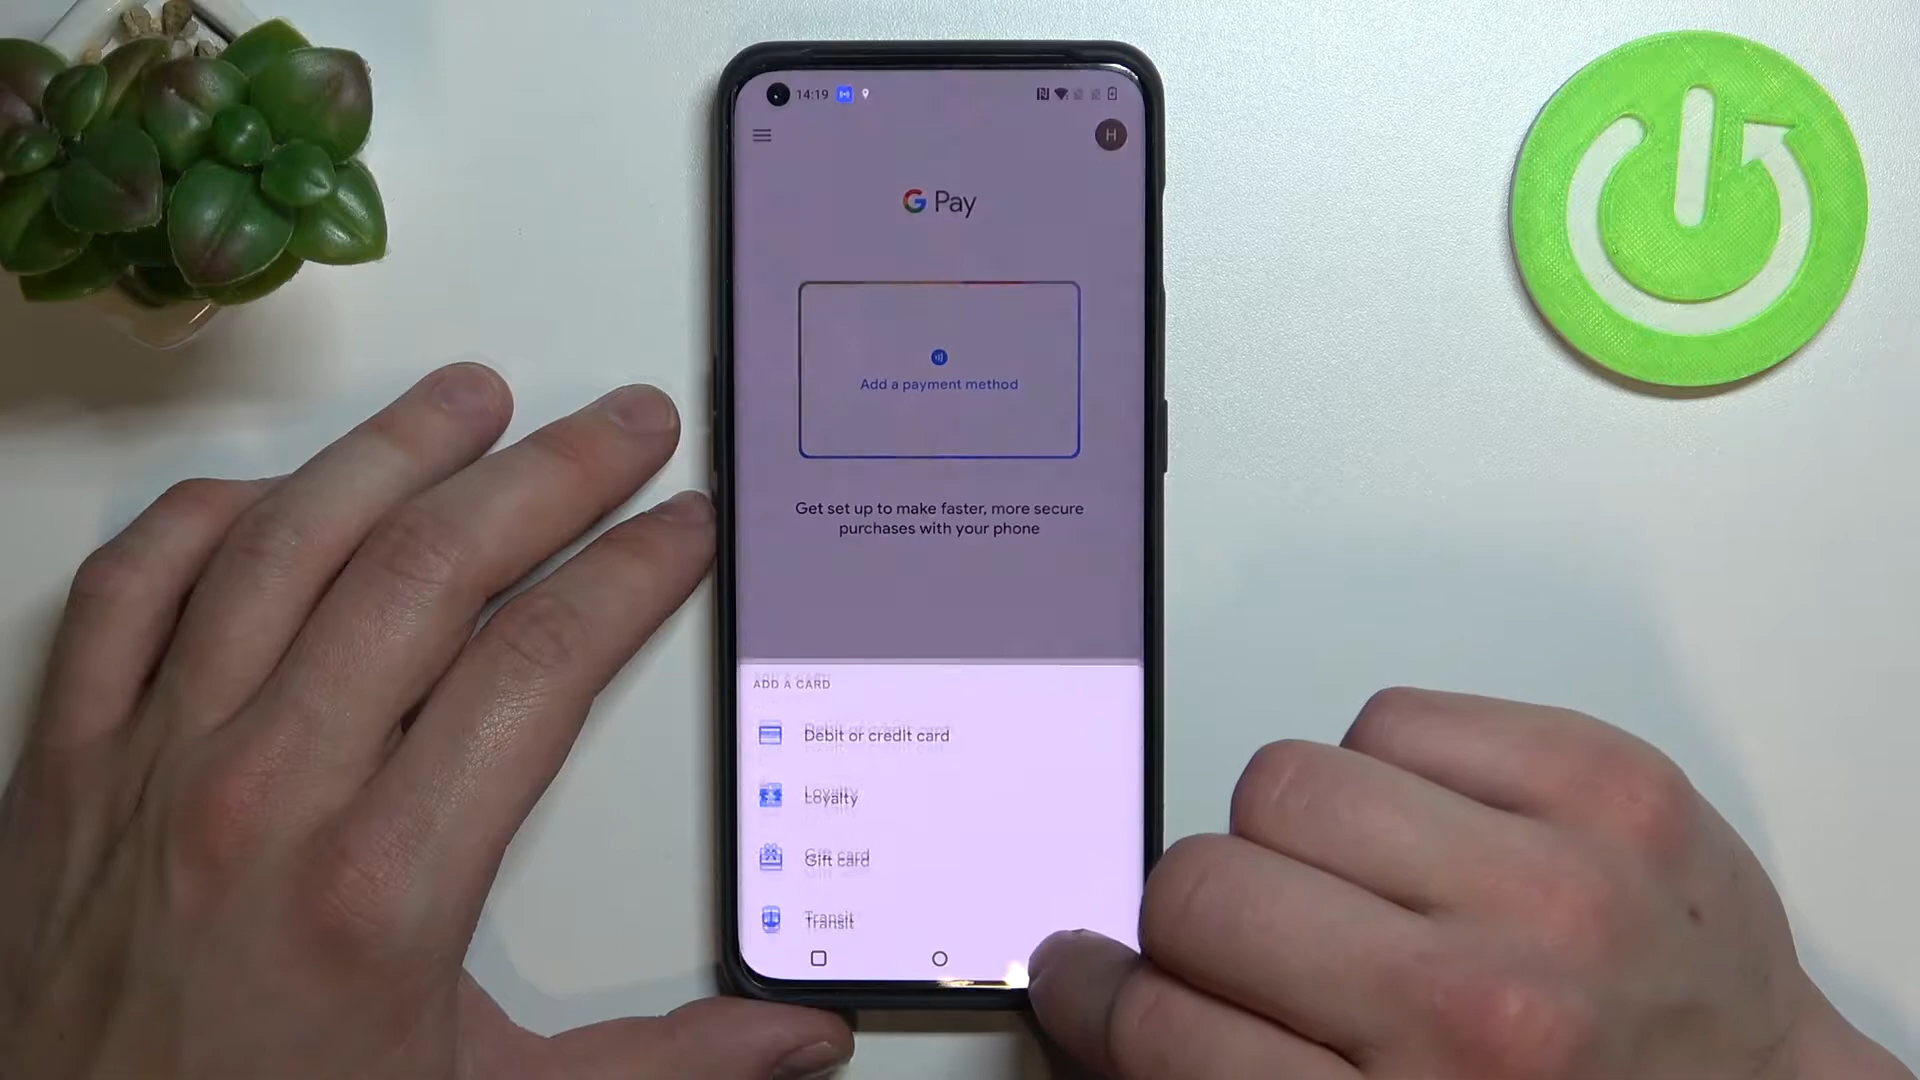 14:19
H
G Pay
Add a payment method
Get set up to make faster, more secure
purchases with your phone
ADD A CARD
Debit or credit card
Loyalty
Gift card
Transit